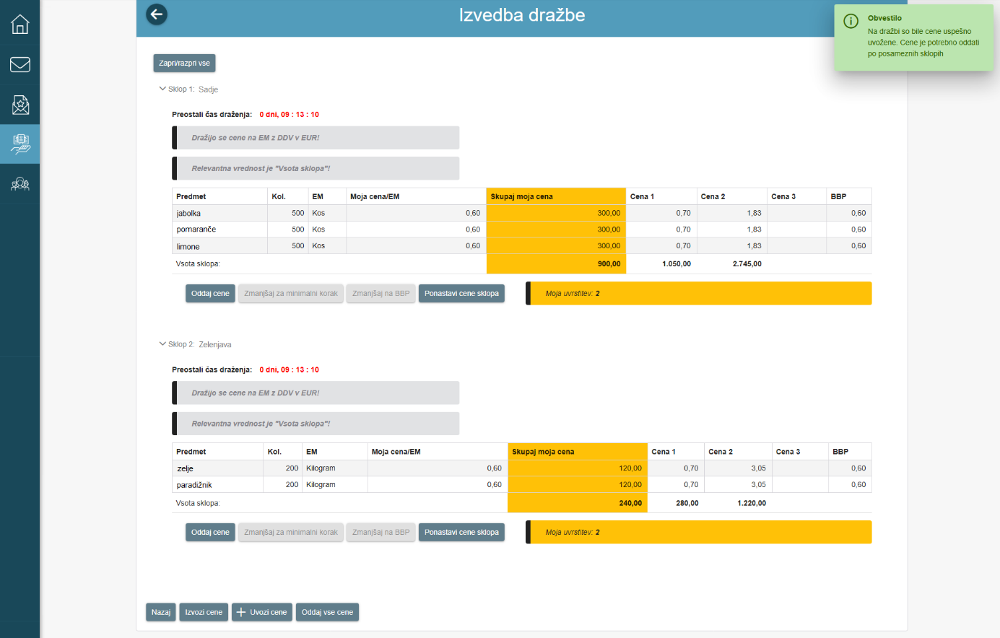 Izvedba dražbe
Obvestilo
Na dražbi so bile cene uspešno
uvožene. Cene je potrebno oddati
po posameznih sklopih
Zapri/razpri vse
Sklop 1: Sadje
Preostali čas draženja: 0 dni, 09 : 13 : 10
Dražijo se cene na EM z DDV v EUR!
Relevantna vrednost je "Vsota sklopa"!
Predmet Kol. EM Moja cena/EM Skupaj moja cena Cena 1 Cena 2 Cena 3 BBP
jabolka 500 Kos 0,60 300,00 0,70 1,83 0,60
pomaranče 500 Kos 0,60 300,00 0,70 1,83 0,60
limone 500 Kos 0,60 300,00 0,70 1,83 0,60
Vsota sklopa: 900,00 1.050,00 2.745,00
Oddaj cene Zmanjšaj za minimalni korak Zmanjšaj na BBP Ponastavi cene sklopa Moja uvrstitev: 2
Sklop 2: Zelenjava
Preostali čas draženja: 0 dni, 09 : 13 : 10
Dražijo se cene na EM z DDV v EUR!
Relevantna vrednost je "Vsota sklopa"!
Predmet Kol. EM Moja cena/EM Skupaj moja cena Cena 1 Cena 2 Cena 3 BBP
zelje 200 Kilogram 0,60 120,00 0,70 3,05 0,60
paradižnik 200 Kilogram 0,60 120,00 0,70 3,05 0,60
Vsota sklopa: 240,00 280,00 1.220,00
Oddaj cene Zmanjšaj za minimalni korak Zmanjšaj na BBP Ponastavi cene sklopa Moja uvrstitev: 2
Nazaj Izvozi cene Uvozi cene Oddaj vse cene